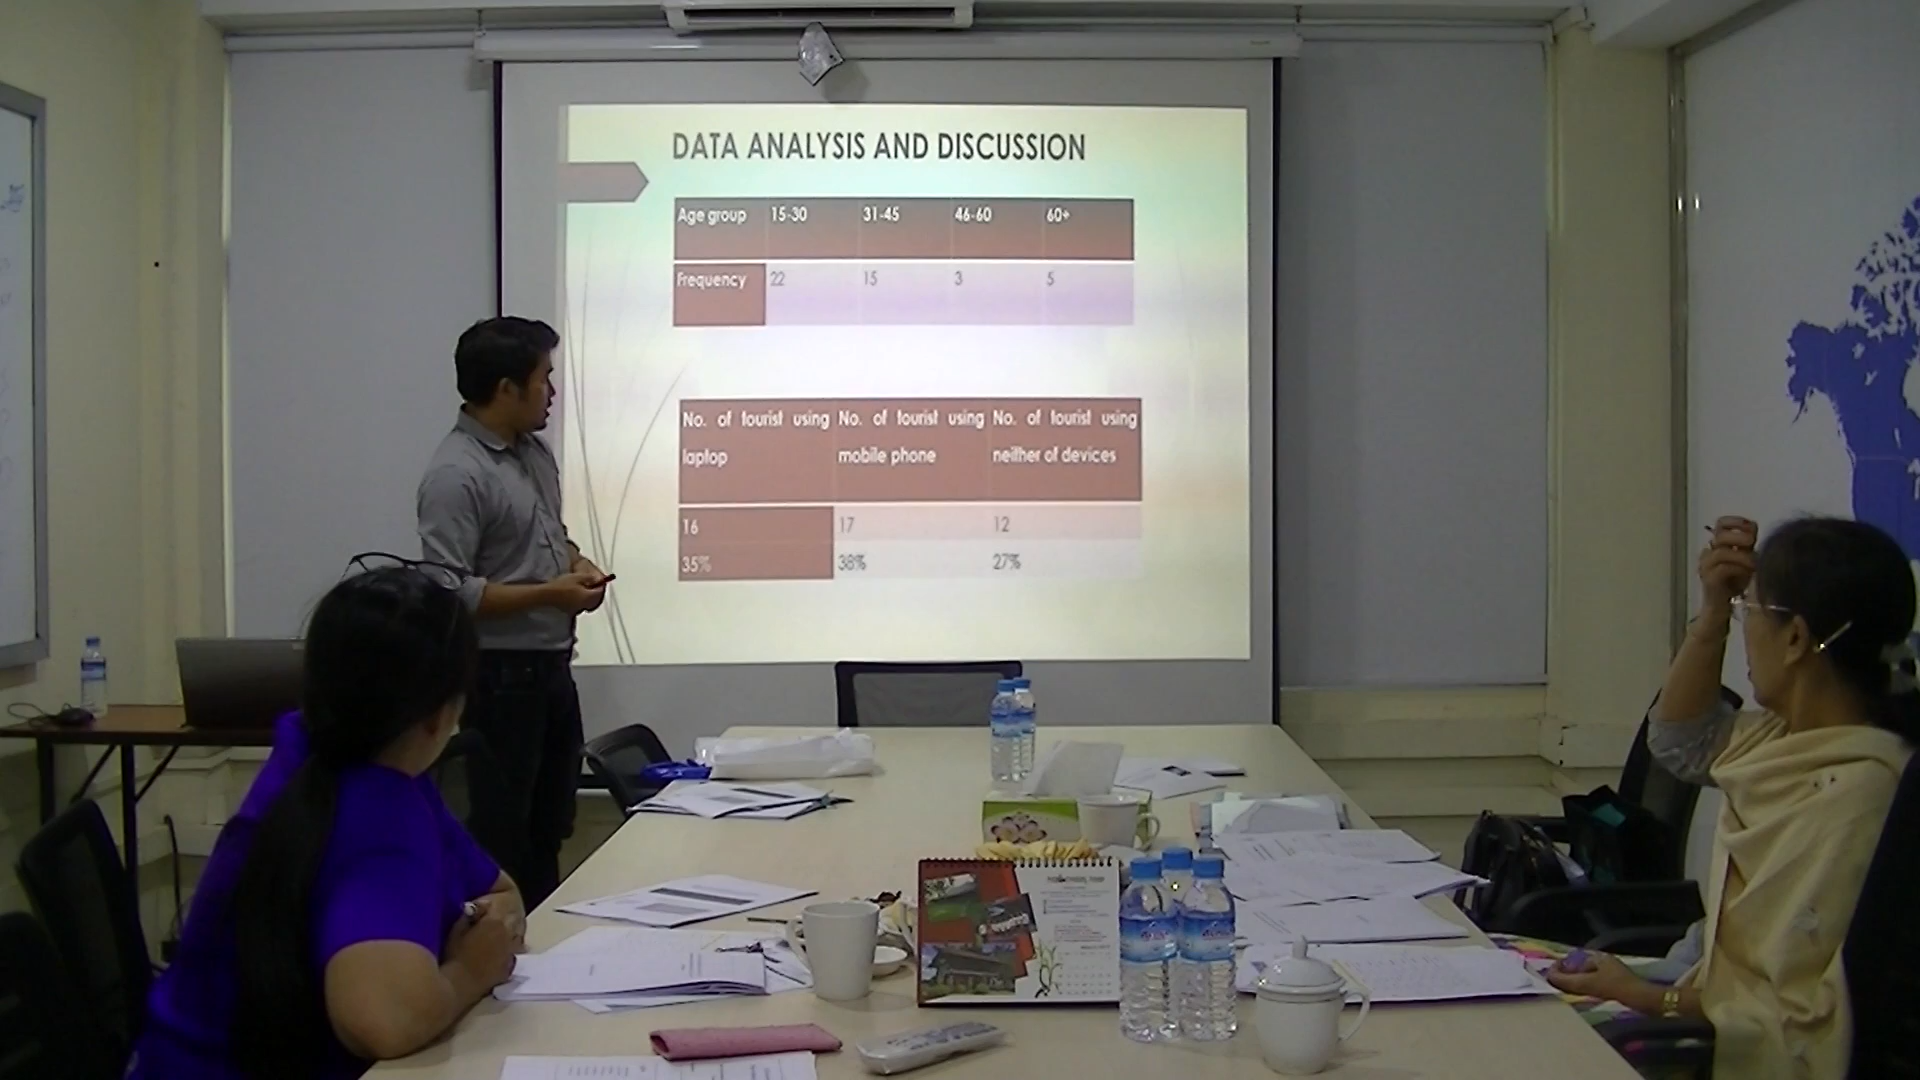 DATA ANALYSIS AND DISCUSSION
Age group 15-30 31-45 46-60 60+
Frequency 22 15 3 5
No. of tourist using No. of tourist using No. of tourist using
laptop mobile phone neither of devices
16 17 12
35% 38% 27%